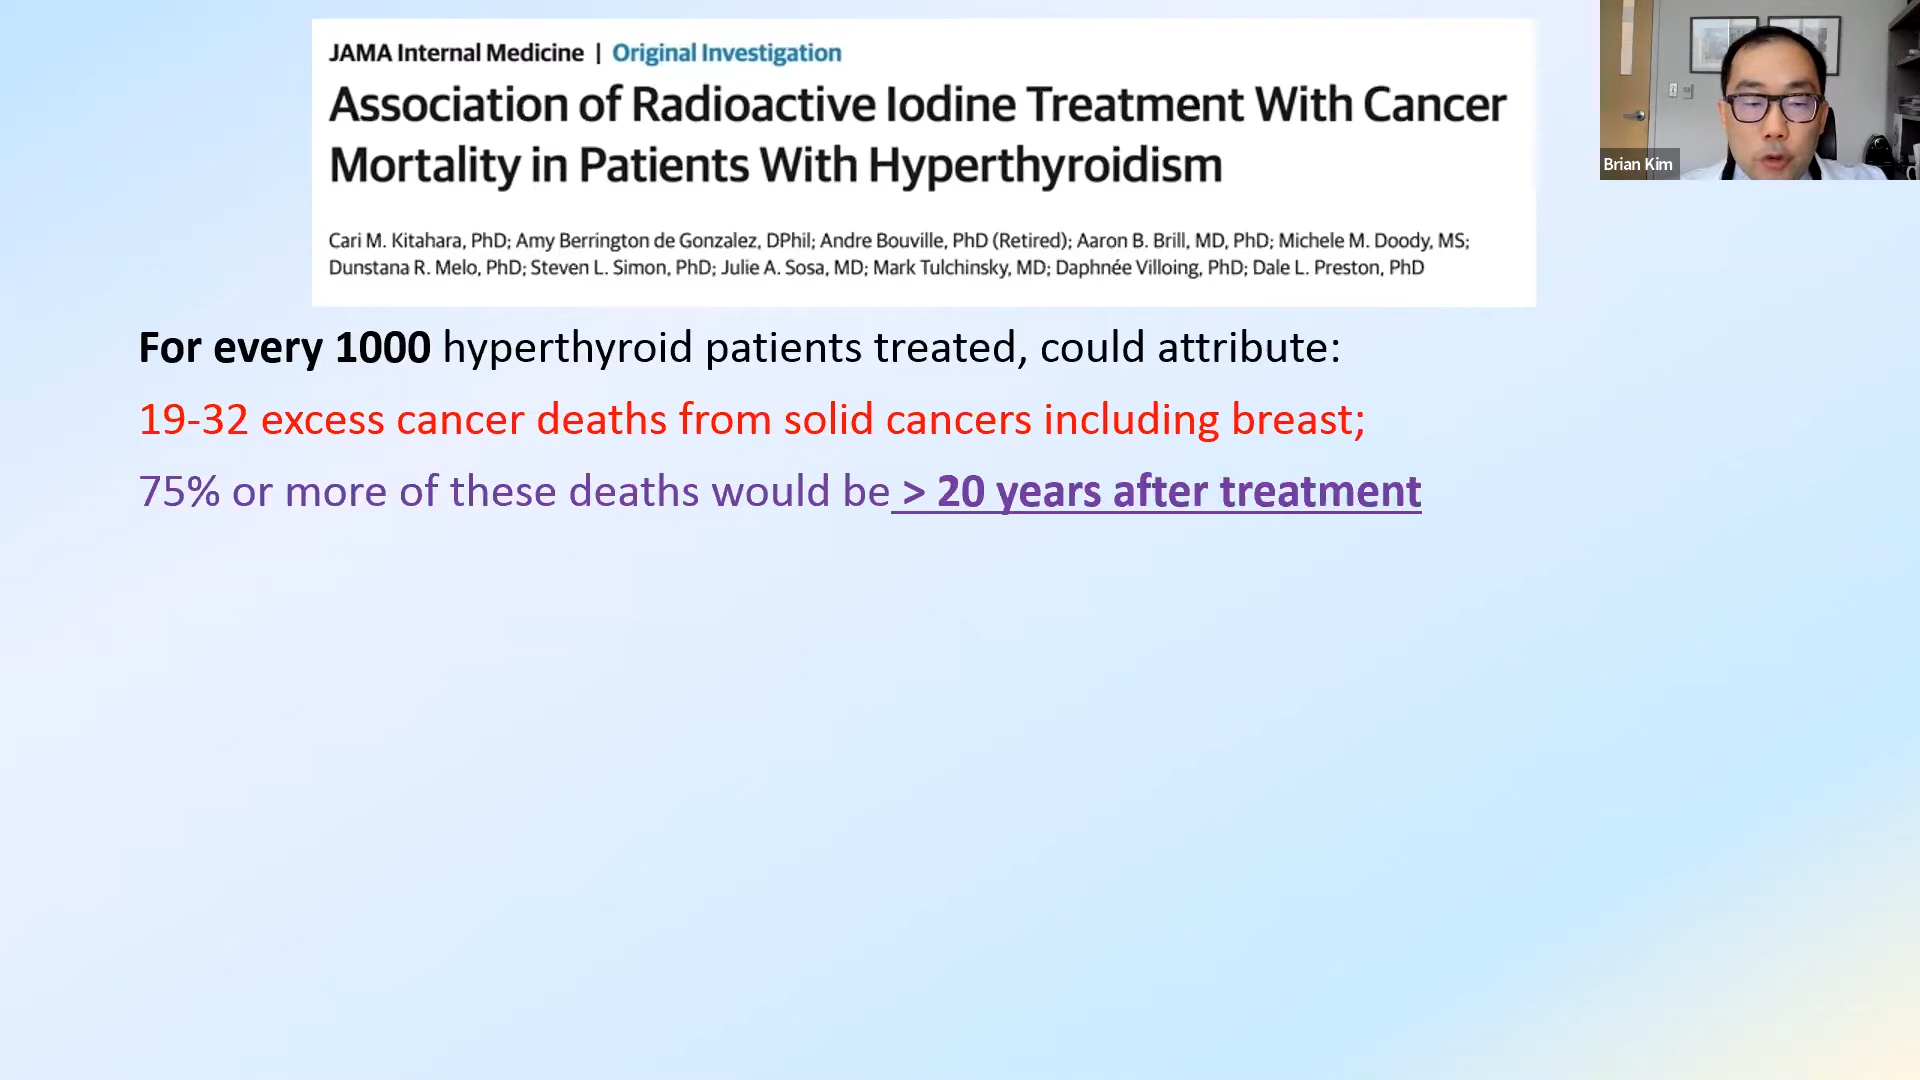 JAMA Internal Medicine | Original Investigation
Association of Radioactive Iodine Treatment With Cancer
Mortality in Patients With Hyperthyroidism
Cari M. Kitahara, PhD; Amy Berrington de Gonzalez, DPhil; Andre Bouville, PhD (Retired); Aaron B. Brill, MD, PhD; Michele M. Doody, MS;
Dunstana R. Melo, PhD; Steven L. Simon, PhD; Julie A. Sosa, MD; Mark Tulchinsky, MD; Daphnée Villoing, PhD; Dale L. Preston, PhD
Brian Kim
For every 1000 hyperthyroid patients treated, could attribute:
19-32 excess cancer deaths from solid cancers including breast;
75% or more of these deaths would be > 20 years after treatment